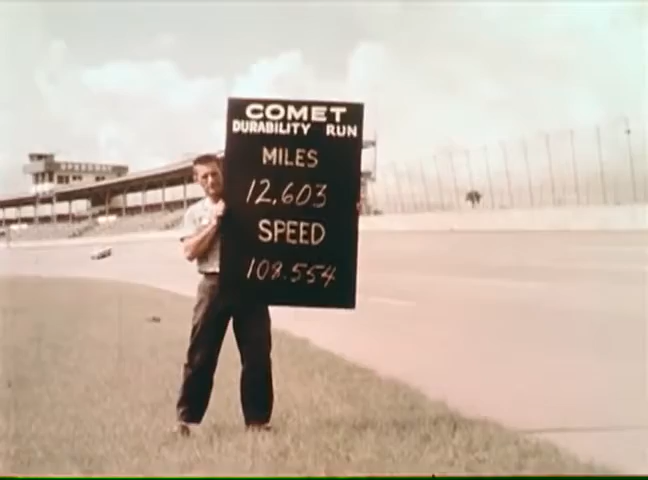 COMET
DURABILITY RUN
MILES
12,603
SPEED
108.554